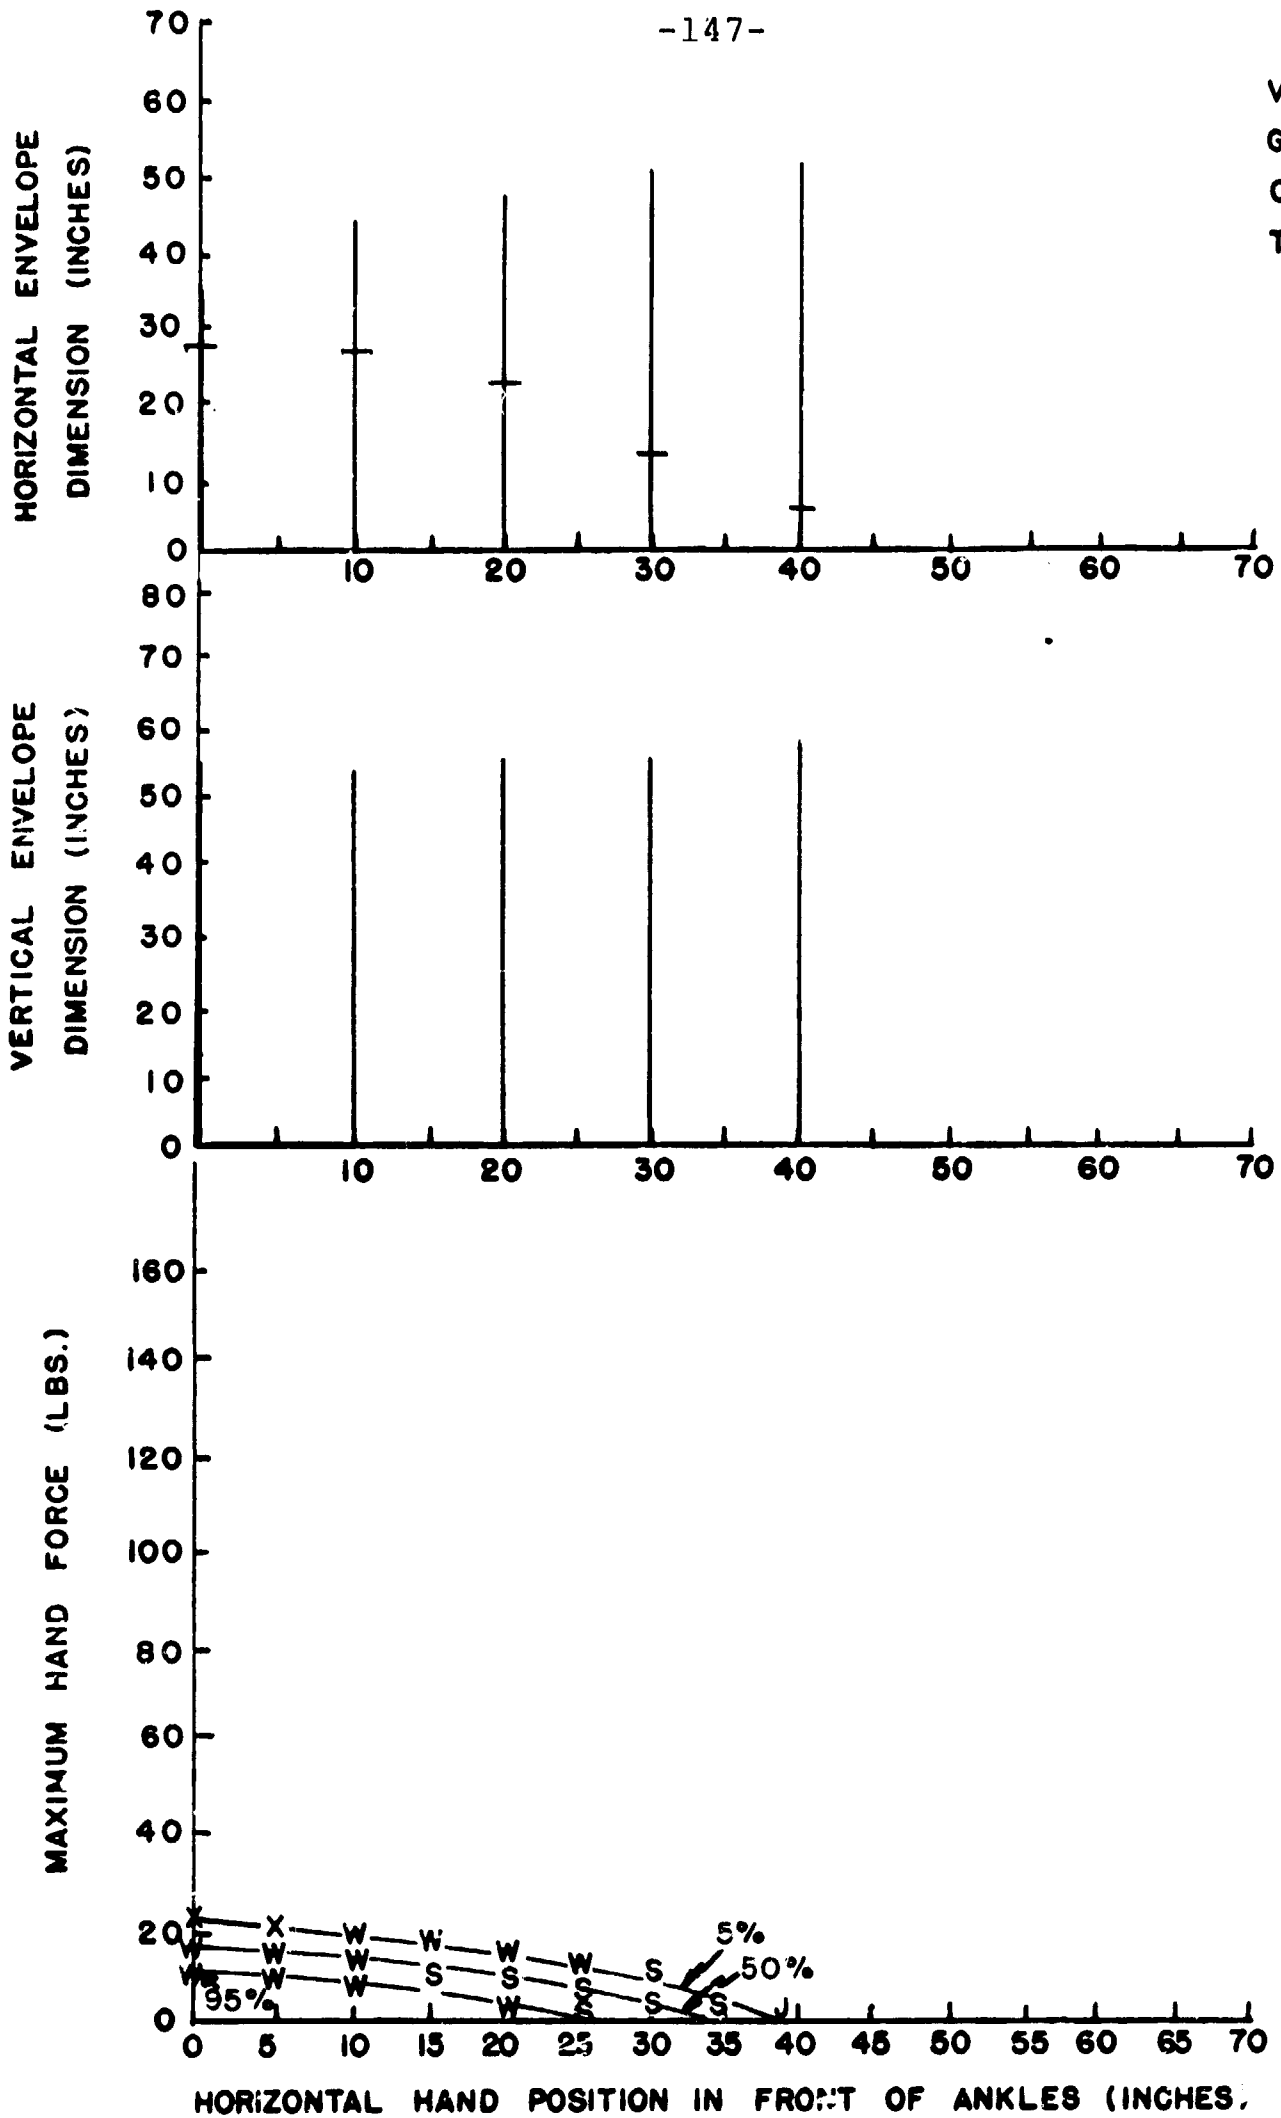 -147-
V
G
C
T
HORIZONTAL ENVELOPE
DIMENSION (INCHES)
70
60
50
40
30
20
10
0
10 20 30 40 50 60 70
VERTICAL ENVELOPE
DIMENSION (INCHES)
80
70
60
50
40
30
20
10
0
10 20 30 40 50 60 70
MAXIMUM HAND FORCE (LBS.)
160
140
120
100
80
60
40
20
0
X X W W W W S S
5%
W W W S S S S
50%
W W W W S
95%
0 5 10 15 20 25 30 35 40 45 50 55 60 65 70
HORIZONTAL HAND POSITION IN FRONT OF ANKLES (INCHES,